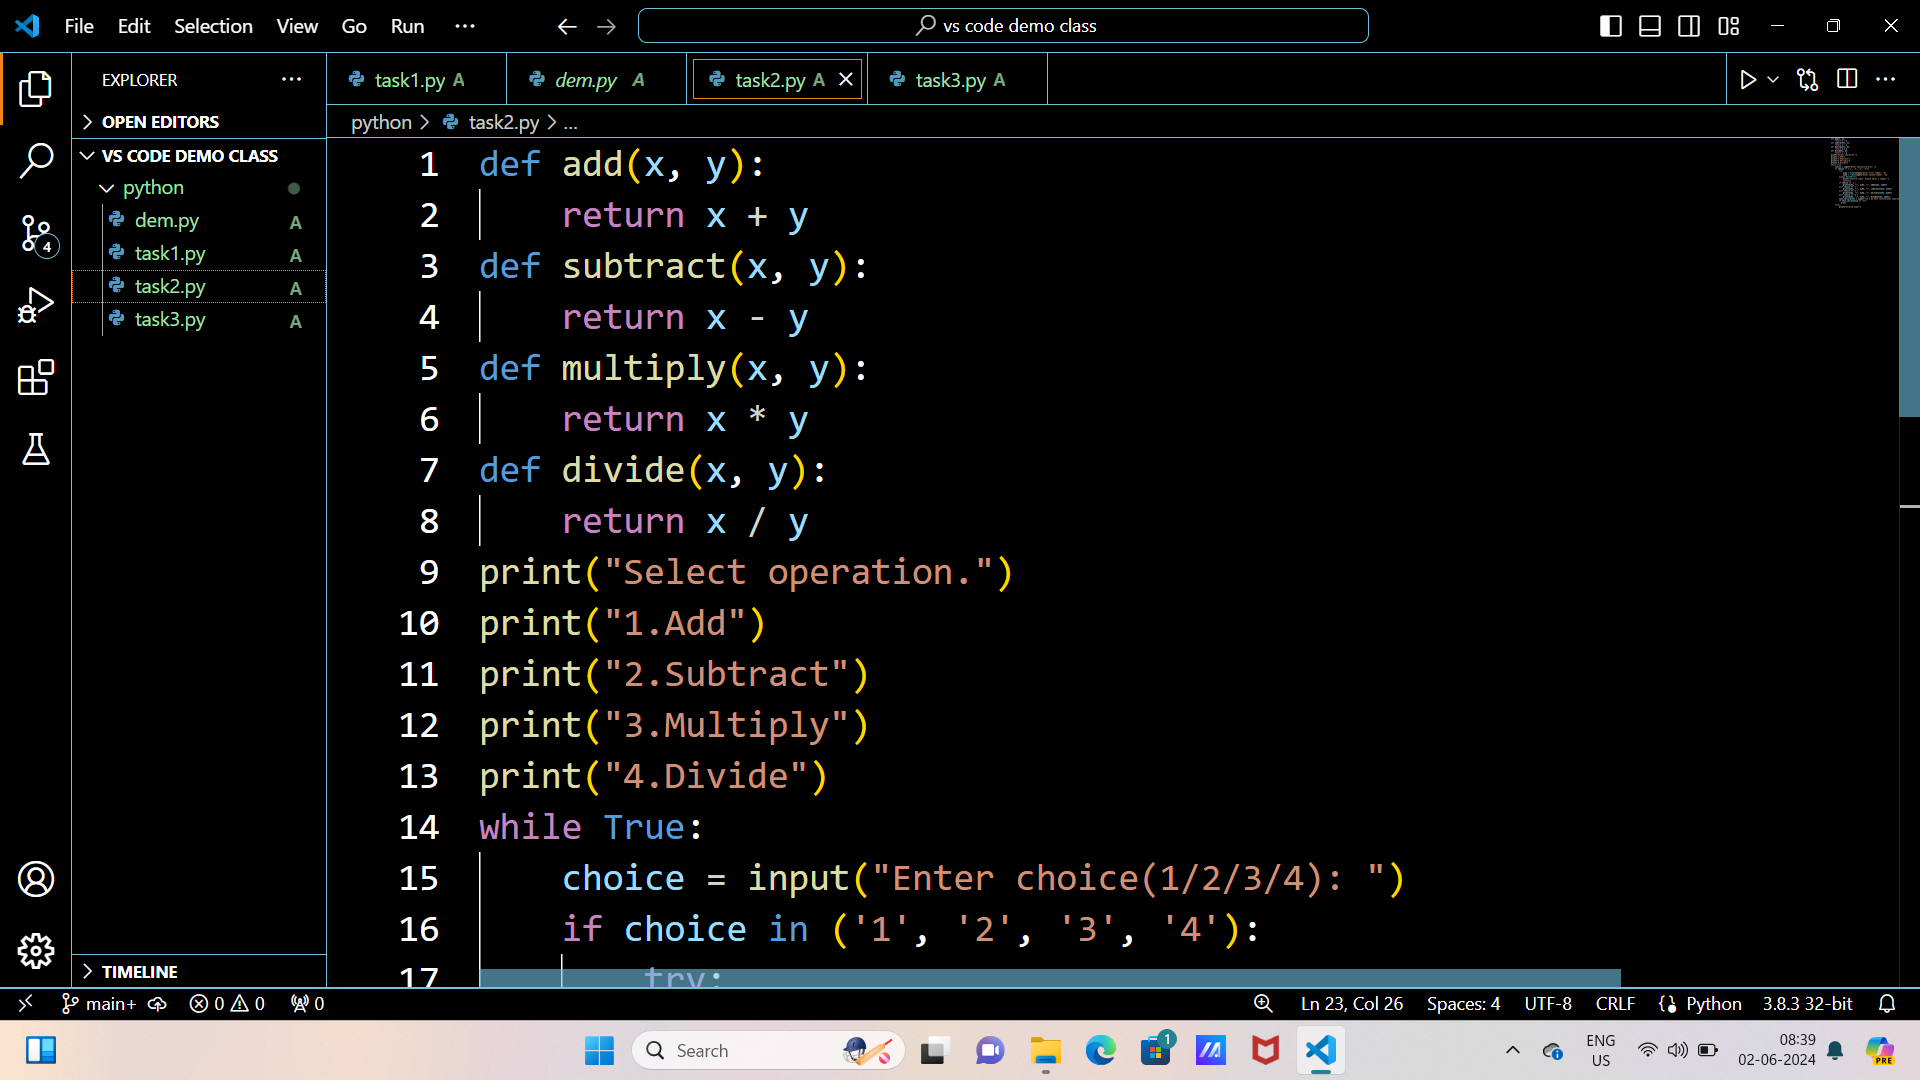 File Edit Selection View Go Run
vs code demo class
EXPLORER
OPEN EDITORS
VS CODE DEMO CLASS
python
dem.py A
task1.py A
task2.py A
task3.py A
TIMELINE
4
task1.py A
dem.py A
task2.py A
task3.py A
python > task2.py > ...
1 def add(x, y):
2     return x + y
3 def subtract(x, y):
4     return x - y
5 def multiply(x, y):
6     return x * y
7 def divide(x, y):
8     return x / y
9 print("Select operation.")
10 print("1.Add")
11 print("2.Subtract")
12 print("3.Multiply")
13 print("4.Divide")
14 while True:
15     choice = input("Enter choice(1/2/3/4): ")
16     if choice in ('1', '2', '3', '4'):
17         try:
main+ 0 0 0 Ln 23, Col 26 Spaces: 4 UTF-8 CRLF Python 3.8.3 32-bit
Search
1
ENG
US
08:39
02-06-2024
PRE